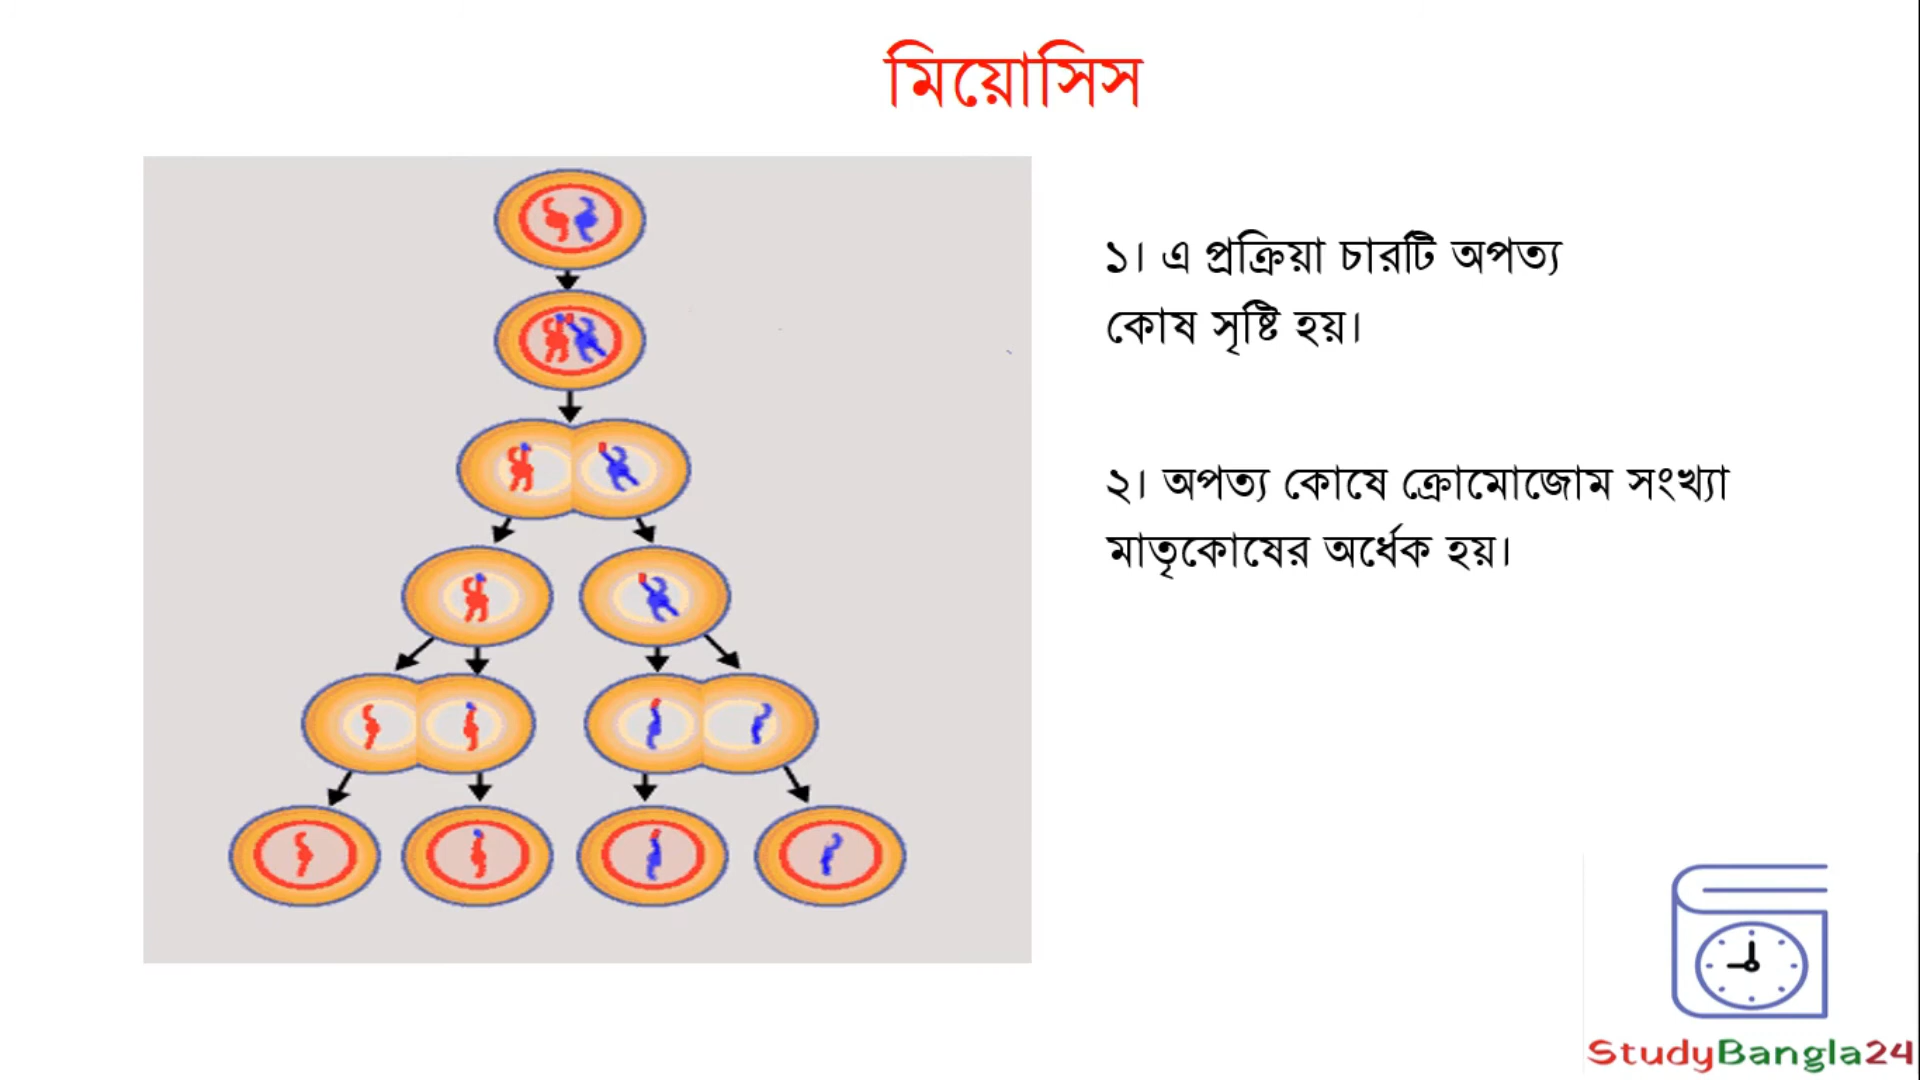 মিয়োসিস
১। এ প্রক্রিয়া চারটি অপত্য
কোষ সৃষ্টি হয়।
২। অপত্য কোষে ক্রোমোজোম সংখ্যা
মাতৃকোষের অর্ধেক হয়।
StudyBangla24